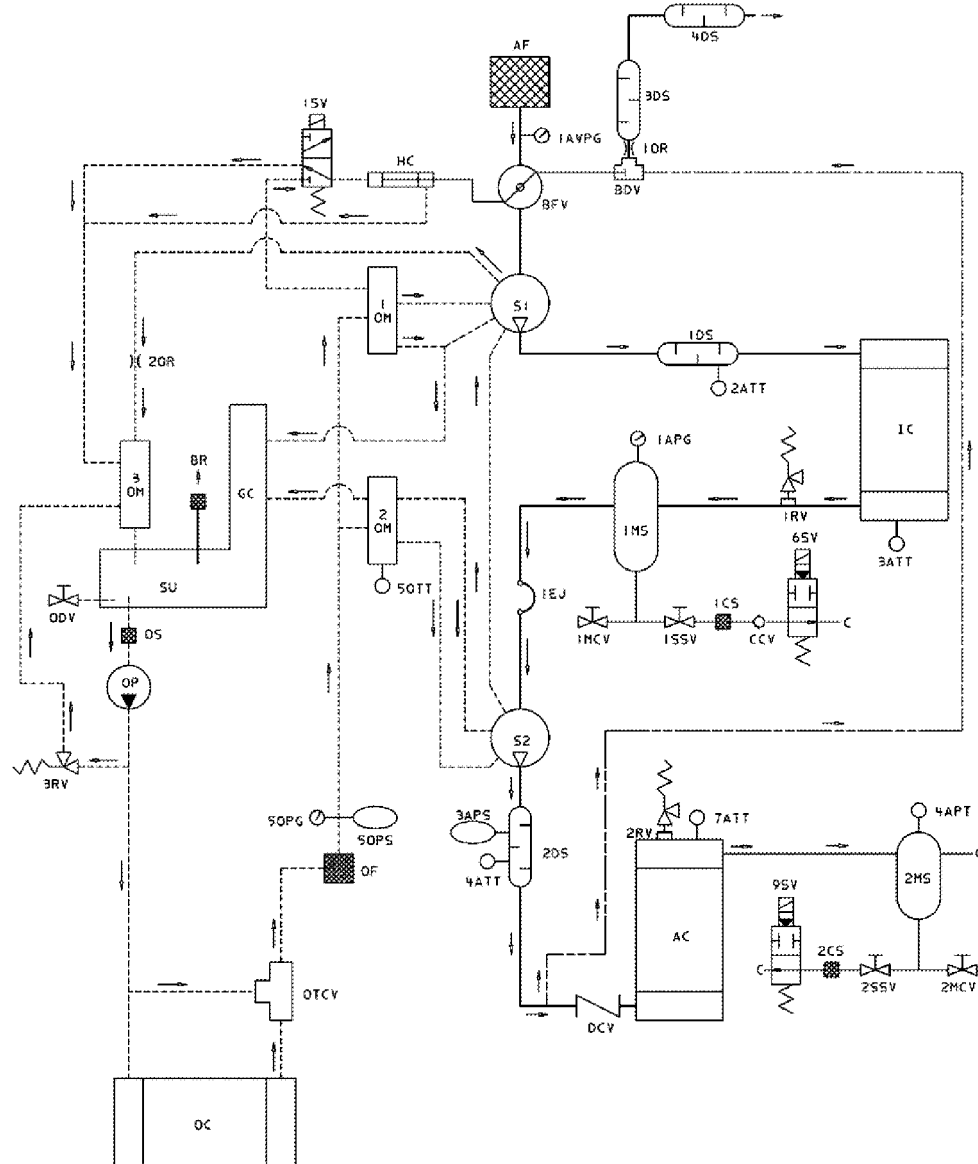 4DS
AF
3DS
1SV
1AVPG
1OR
HC
BDV
BFV
1
OM
S1
1DS
2OR
2ATT
1C
1APG
BR
3
OM
GC
2
OM
1MS
1RV
6SV
3ATT
SU
5OTT
ODV
1EJ
1CS
C
OS
1MCV
1SSV
CCV
OP
S2
3RV
4APT
3APS
7ATT
5OPG
5OPS
2RV
2DS
C
OF
4ATT
2MS
9SV
AC
2CS
C
OTCV
2SSV
2MCV
DCV
OC